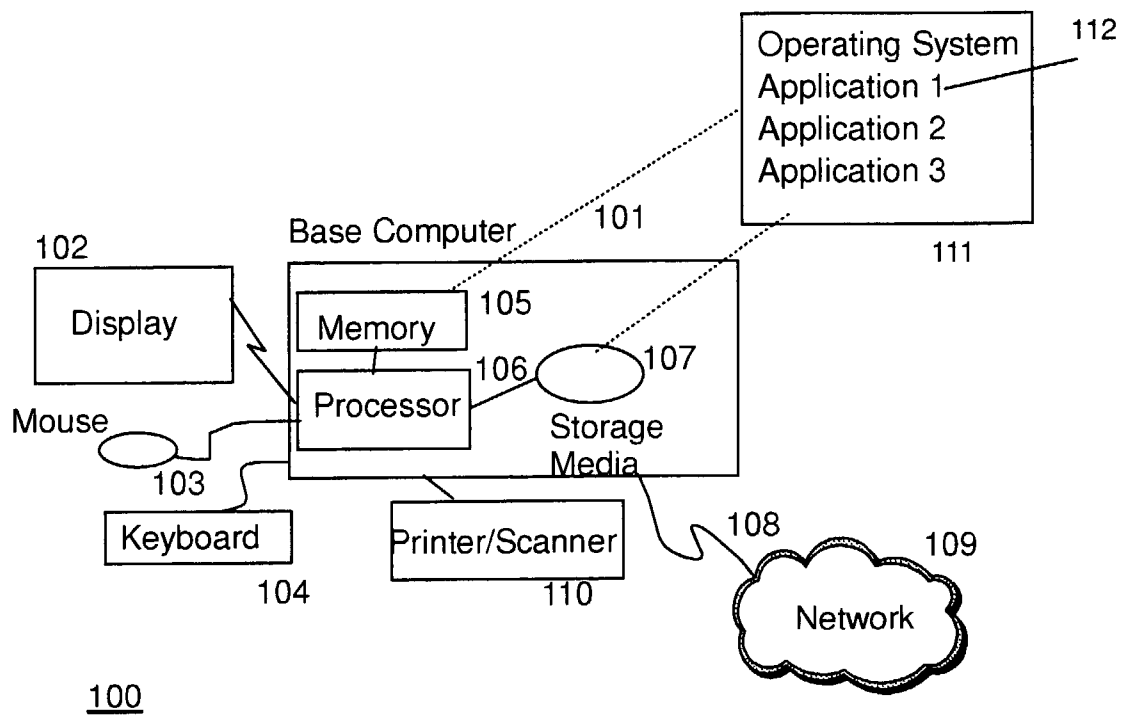 112
Operating System
Application 1
Application 2
Application 3
111
101
Base Computer
102
Display
Memory
105
Processor
106
107
Storage
Media
Mouse
103
Keyboard
104
Printer/Scanner
110
108
109
Network
100